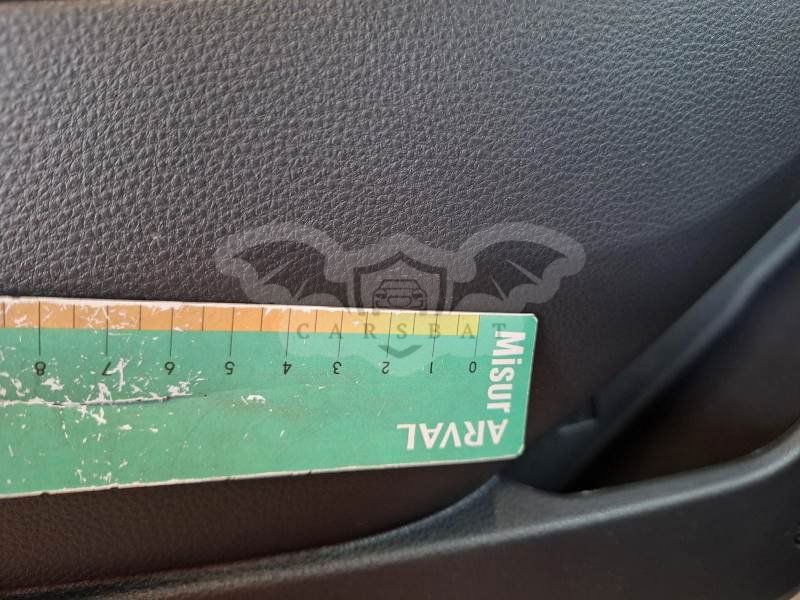 CARSBAT
8 7 6 5 4 3 2 1 0
Misur
ARVAL